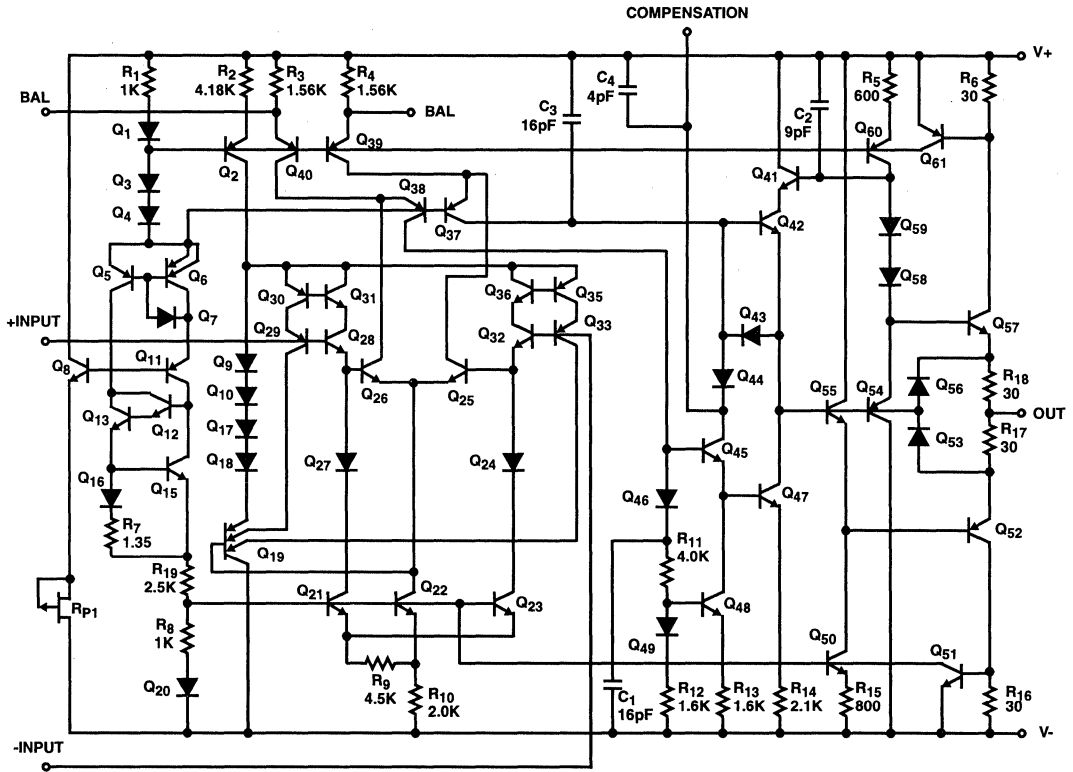 COMPENSATION
V+
R1
1K
R2
4.18K
R3
1.56K
R4
1.56K
C3
16pF
C4
4pF
C2
9pF
R5
600
R6
30
BAL
BAL
Q1
Q2
Q40
Q39
Q60
Q61
Q3
Q4
Q38
Q37
Q41
Q42
Q59
Q58
Q5
Q6
Q7
Q30
Q31
Q36
Q35
+INPUT
Q29
Q28
Q32
Q33
Q43
Q57
Q8
Q11
Q9
Q10
Q17
Q18
Q26
Q25
Q44
Q55
Q54
Q56
R18
30
OUT
Q13
Q12
Q53
R17
30
Q16
Q15
Q27
Q24
Q45
Q46
Q47
R7
1.35
Q19
R11
4.0K
Q52
R19
2.5K
RP1
Q21
Q22
Q23
Q48
R8
1K
Q49
Q50
Q51
Q20
R9
4.5K
R10
2.0K
C1
16pF
R12
1.6K
R13
1.6K
R14
2.1K
R15
800
R16
30
V-
-INPUT